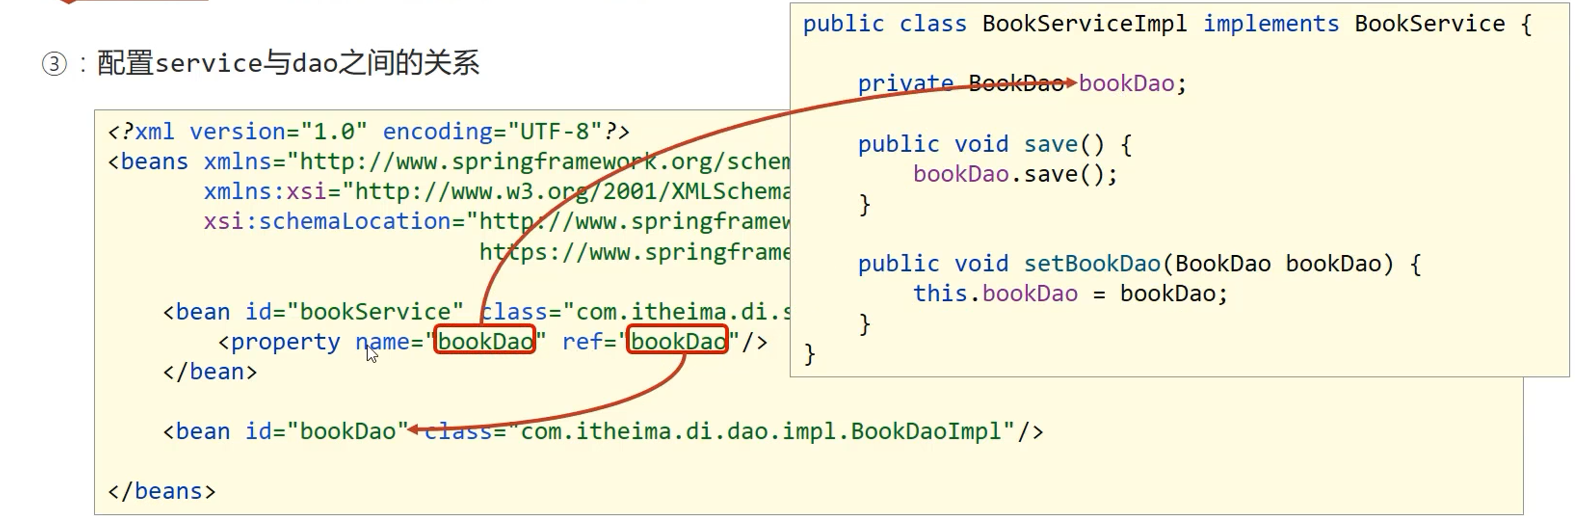 ③：配置service与dao之间的关系
<?xml version="1.0" encoding="UTF-8"?>
<beans xmlns="http://www.springframework.org/schem
xmlns:xsi="http://www.w3.org/2001/XMLSchema
xsi:schemaLocation="http://www.springframew
https://www.springframe
<bean id="bookService" class="com.itheima.di.s
<property name="bookDao" ref="bookDao"/>
</bean>
<bean id="bookDao" class="com.itheima.di.dao.impl.BookDaoImpl"/>
</beans>
public class BookServiceImpl implements BookService {
private BookDao bookDao;
public void save() {
bookDao.save();
}
public void setBookDao(BookDao bookDao) {
this.bookDao = bookDao;
}
}